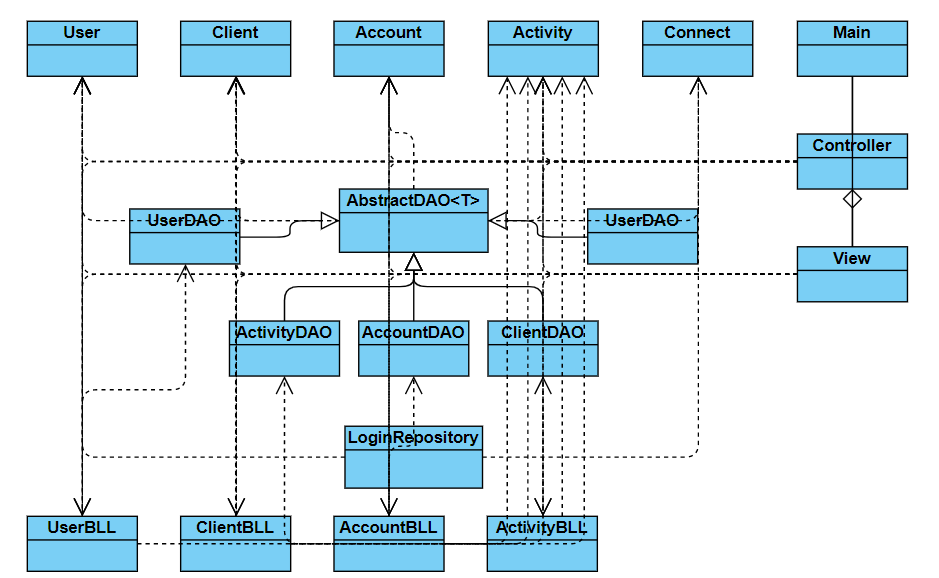 User
Client
Account
Activity
Connect
Main
Controller
AbstractDAO<T>
UserDAO
UserDAO
View
ActivityDAO
AccountDAO
ClientDAO
LoginRepository
UserBLL
ClientBLL
AccountBLL
ActivityBLL